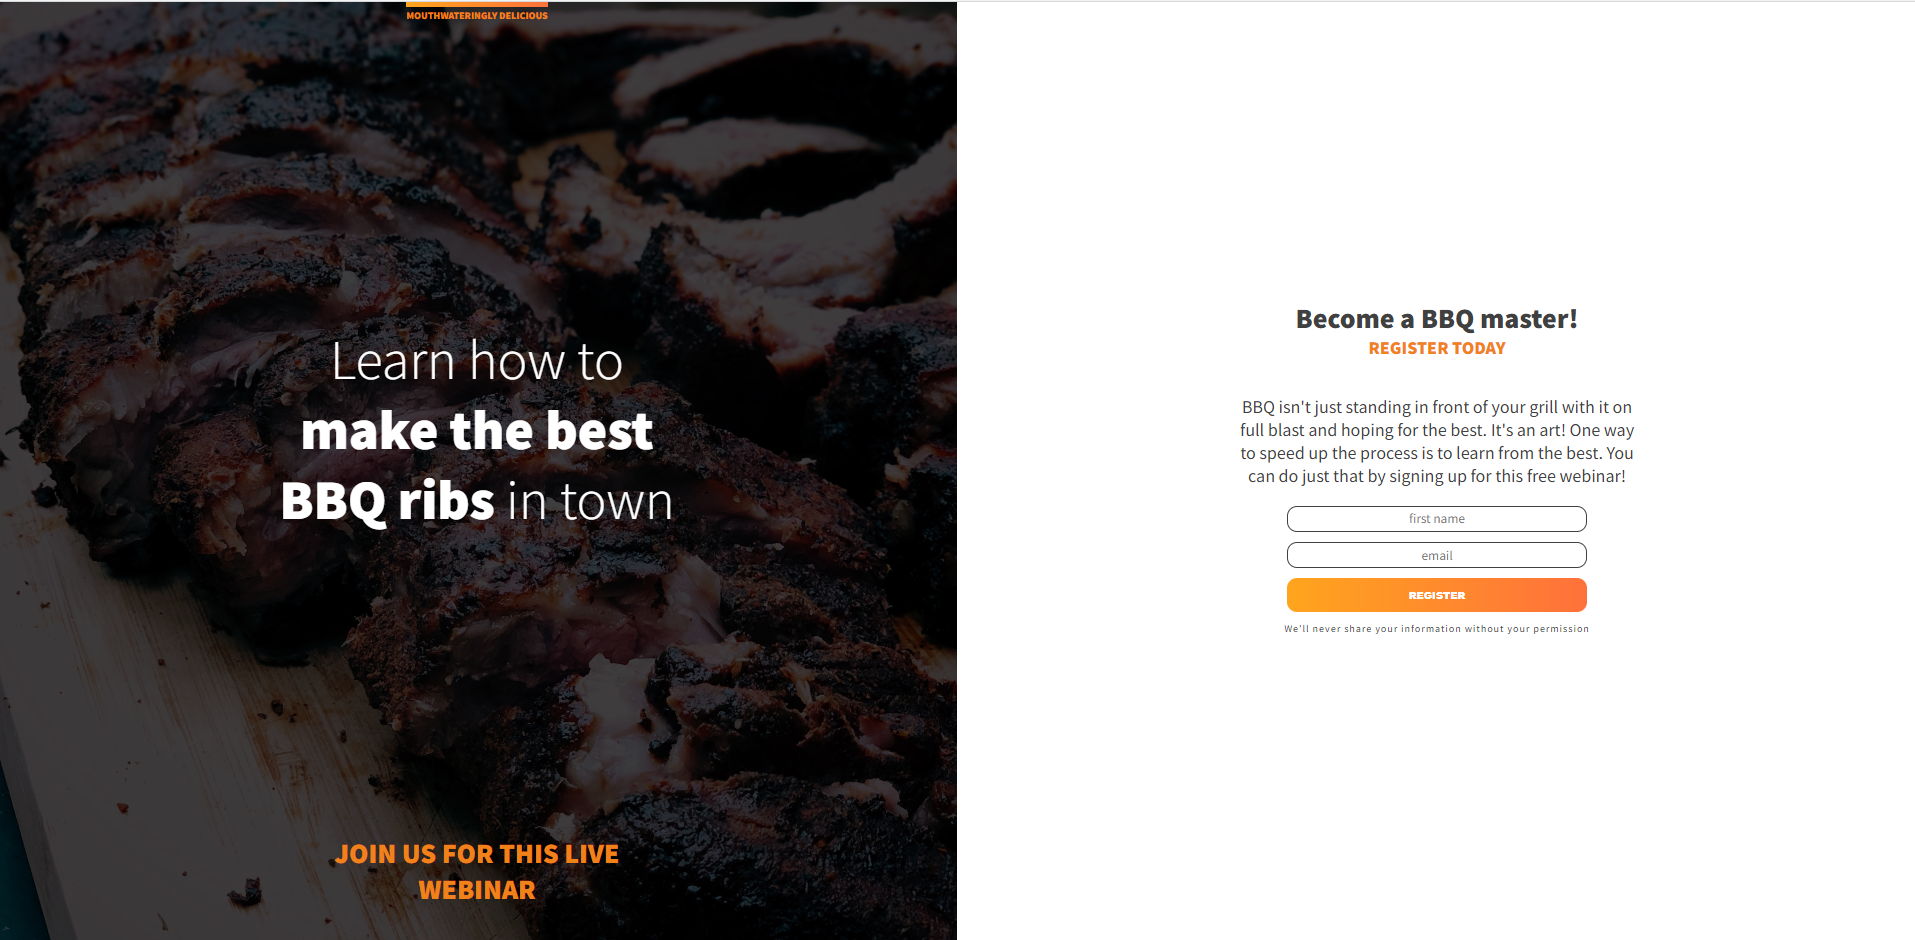 MOUTHWATERINGLY DELICIOUS
Learn how to
make the best
BBQ ribs in town
JOIN US FOR THIS LIVE
WEBINAR
Become a BBQ master!
REGISTER TODAY
BBQ isn't just standing in front of your grill with it on
full blast and hoping for the best. It's an art! One way
to speed up the process is to learn from the best. You
can do just that by signing up for this free webinar!
first name
email
REGISTER
We'll never share your information without your permission